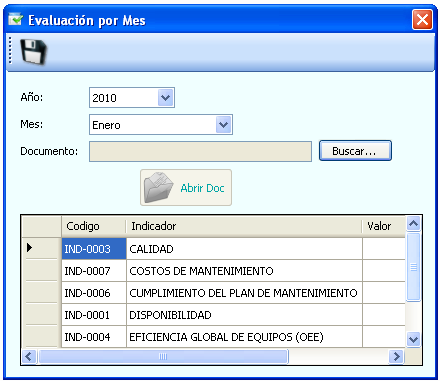 Evaluación por Mes
Año: 2010
Mes: Enero
Documento: Buscar...
Abrir Doc
Codigo Indicador Valor
IND-0003 CALIDAD
IND-0007 COSTOS DE MANTENIMIENTO
IND-0006 CUMPLIMIENTO DEL PLAN DE MANTENIMIENTO
IND-0001 DISPONIBILIDAD
IND-0004 EFICIENCIA GLOBAL DE EQUIPOS (OEE)